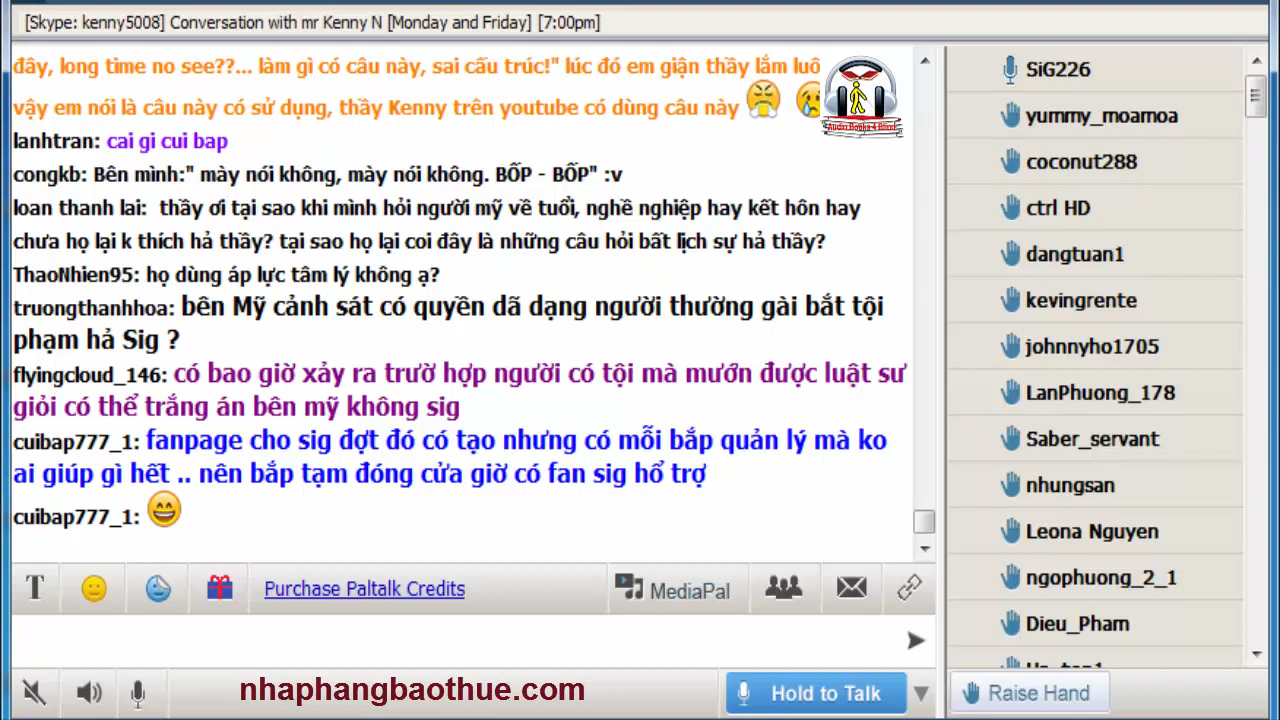 [Skype: kenny5008] Conversation with mr Kenny N [Monday and Friday] [7:00pm]
đây, long time no see??... làm gì có câu này, sai cấu trúc!" lúc đó em giận thầy lắm luô
vậy em nói là câu này có sử dụng, thầy Kenny trên youtube có dùng câu này
Audio Books 4 Blind
lanhtran: cai gi cui bap
congkb: Bên mình:" mày nói không, mày nói không. BỐP - BỐP" :v
loan thanh lai: thầy ơi tại sao khi mình hỏi người mỹ về tuổi, nghề nghiệp hay kết hôn hay
chưa họ lại k thích hả thầy? tại sao họ lại coi đây là những câu hỏi bất lịch sự hả thầy?
ThaoNhien95: họ dùng áp lực tâm lý không ạ?
truongthanhhoa: bên Mỹ cảnh sát có quyền dã dạng người thường gài bắt tội
phạm hả Sig ?
flyingcloud_146: có bao giờ xảy ra trườ hợp người có tội mà mướn được luật sư
giỏi có thể trắng án bên mỹ không sig
cuibap777_1: fanpage cho sig đợt đó có tạo nhưng có mỗi bắp quản lý mà ko
ai giúp gì hết .. nên bắp tạm đóng cửa giờ có fan sig hổ trợ
cuibap777_1:
T
Purchase Paltalk Credits
MediaPal
nhaphangbaothue.com
Hold to Talk
SiG226
yummy_moamoa
coconut288
ctrl HD
dangtuan1
kevingrente
johnnyho1705
LanPhuong_178
Saber_servant
nhungsan
Leona Nguyen
ngophuong_2_1
Dieu_Pham
Raise Hand